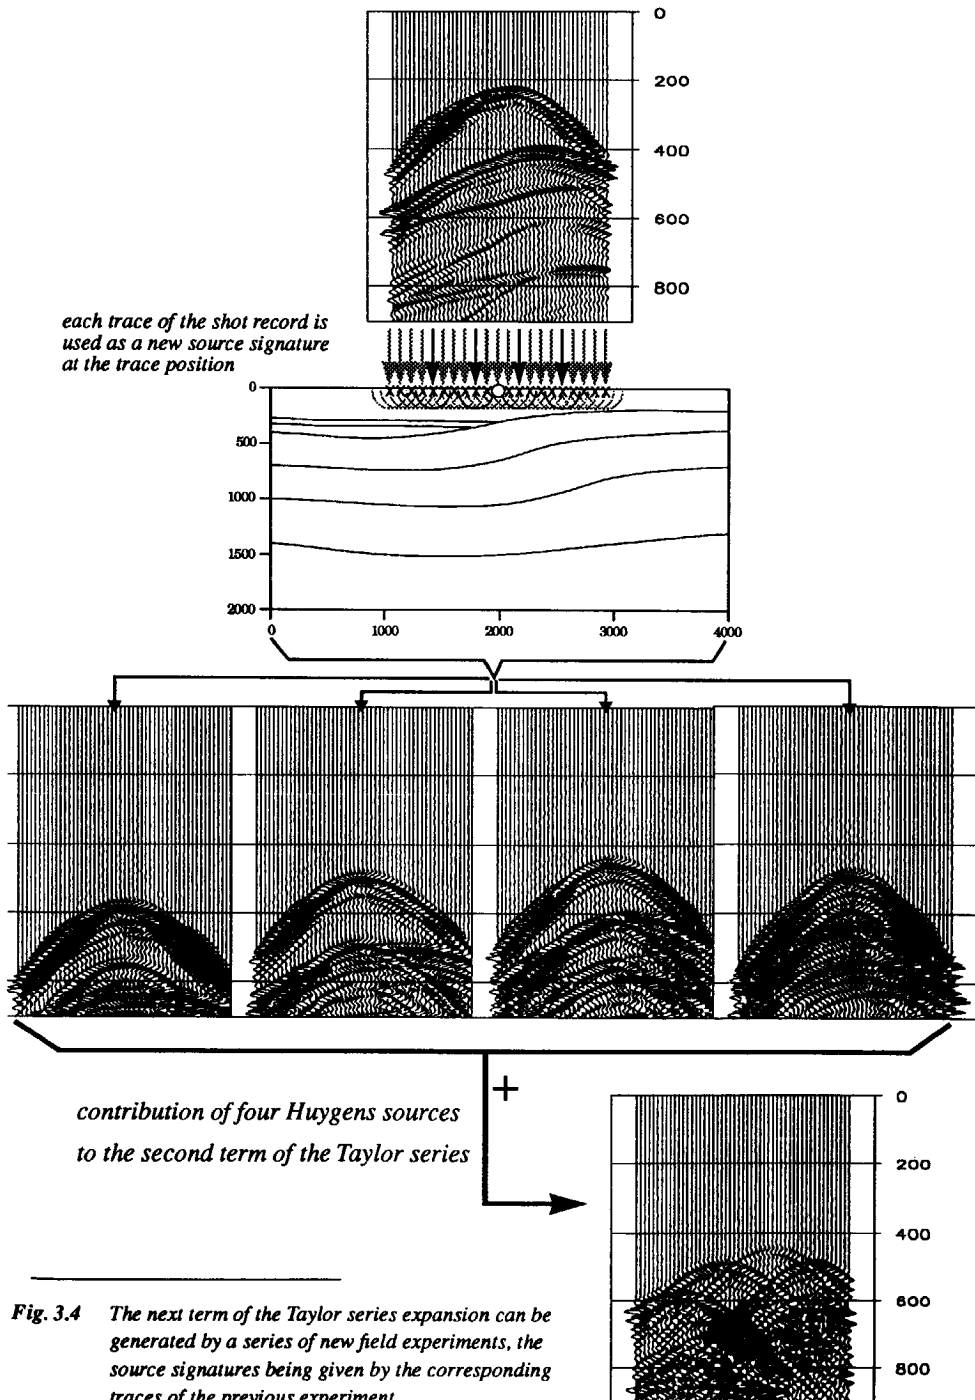 0
200
400
600
800
each trace of the shot record is
used as a new source signature
at the trace position
0
500
1000
1500
2000
0 1000 2000 3000 4000
+
contribution of four Huygens sources
to the second term of the Taylor series
0
200
400
600
800
Fig. 3.4 The next term of the Taylor series expansion can be
generated by a series of new field experiments, the
source signatures being given by the corresponding
traces of the previous experiment